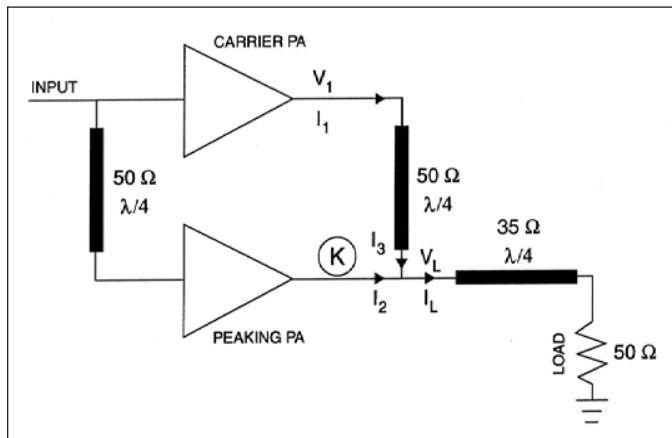 CARRIER PA
INPUT
V1
I1
50 Ω
λ/4
50 Ω
λ/4
35 Ω
λ/4
K
I3
VL
I2
IL
PEAKING PA
LOAD
50 Ω